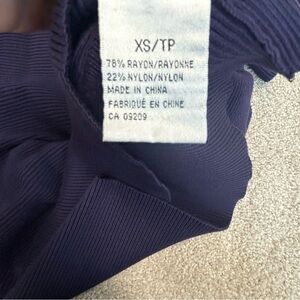 XS/TP
78% RAYON/RAYONNE
22% NYLON/NYLON
MADE IN CHINA
FABRIQUÉ EN CHINE
CA 09209